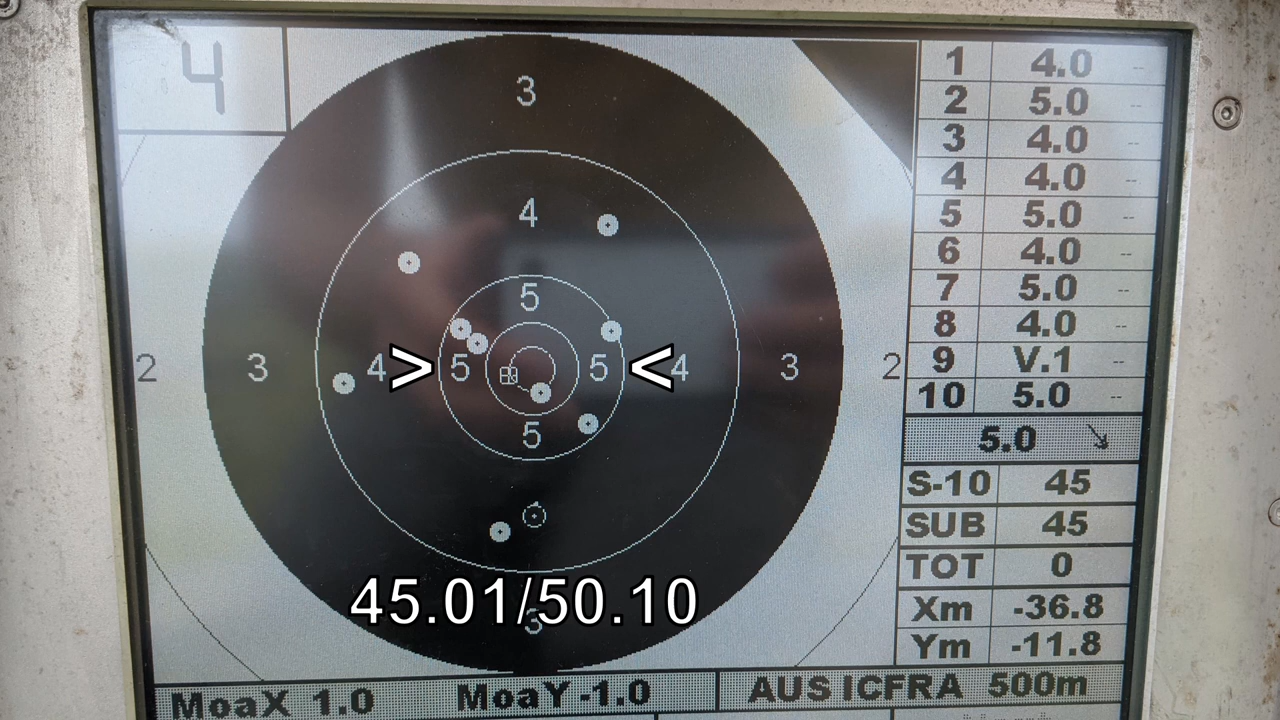 4
1 4.0 --
2 5.0 --
3 4.0 --
4 4.0 --
5 5.0 --
6 4.0 --
7 5.0 --
8 4.0 --
9 V.1 --
10 5.0 --
5.0 ↘
S-10 45
SUB 45
TOT 0
Xm -36.8
Ym -11.8
3
4
5
2 3 4 > 5 5 < 4 3 2
5
45.01/50.10
3
MoaX 1.0 MoaY -1.0 AUS ICFRA 500m